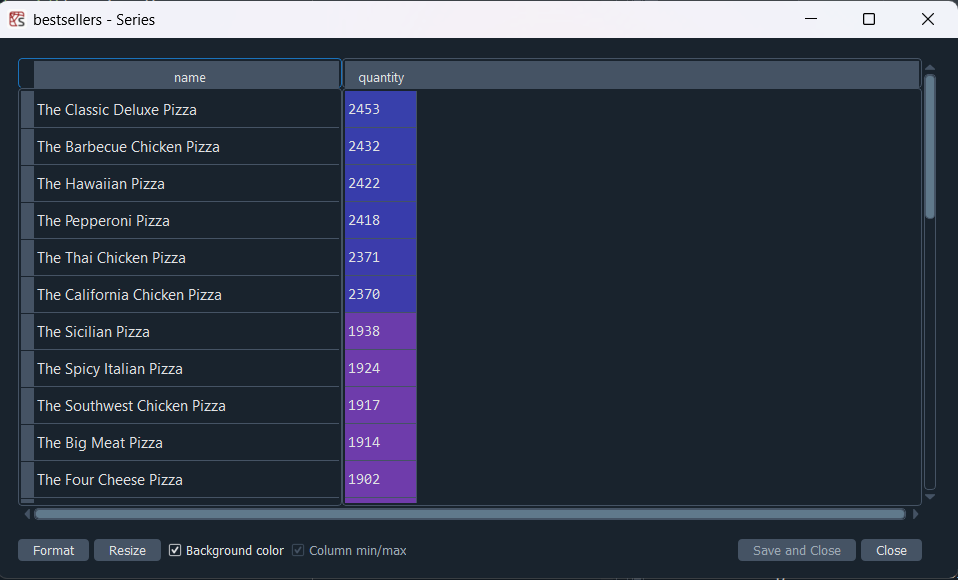 bestsellers - Series
name quantity
The Classic Deluxe Pizza 2453
The Barbecue Chicken Pizza 2432
The Hawaiian Pizza 2422
The Pepperoni Pizza 2418
The Thai Chicken Pizza 2371
The California Chicken Pizza 2370
The Sicilian Pizza 1938
The Spicy Italian Pizza 1924
The Southwest Chicken Pizza 1917
The Big Meat Pizza 1914
The Four Cheese Pizza 1902
Format Resize Background color Column min/max Save and Close Close